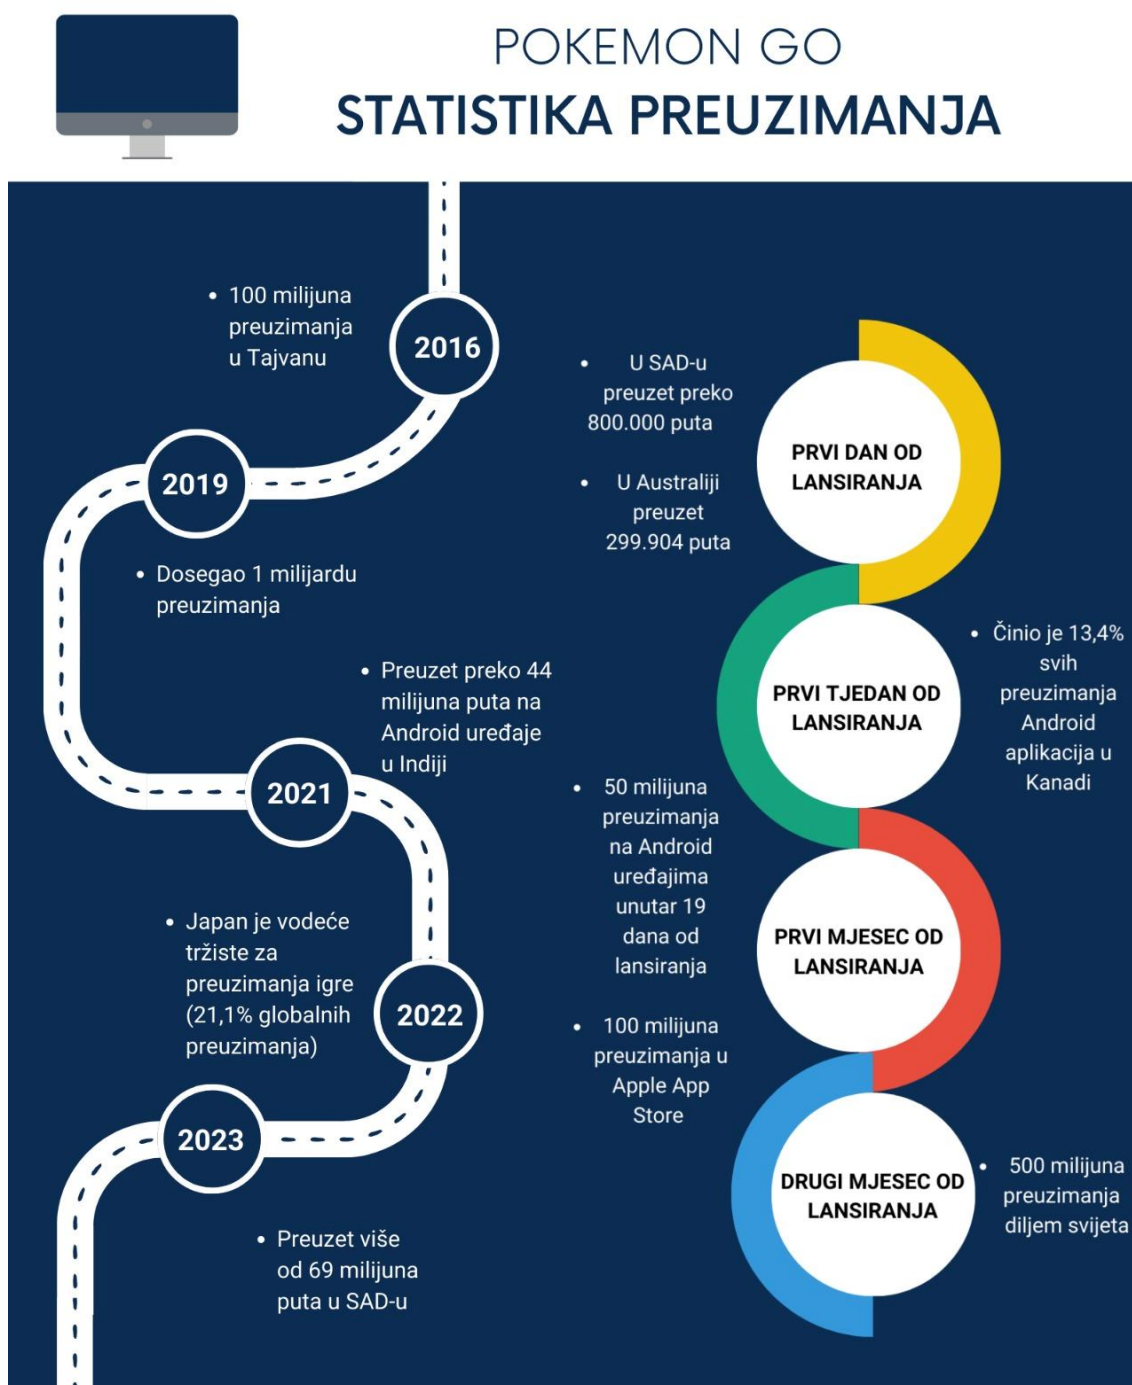 POKEMON GO
STATISTIKA PREUZIMANJA
• 100 milijuna
preuzimanja
u Tajvanu
2016
2019
• Dosegao 1 milijardu
preuzimanja
• Preuzet preko 44
milijuna puta na
Android uređaje
u Indiji
2021
• Japan je vodeće
tržiste za
preuzimanja igre
(21,1% globalnih
preuzimanja)
2022
2023
• Preuzet više
od 69 milijuna
puta u SAD-u
• U SAD-u
preuzet preko
800.000 puta
• U Australiji
preuzet
299.904 puta
PRVI DAN OD
LANSIRANJA
PRVI TJEDAN OD
LANSIRANJA
• Činio je 13,4%
svih
preuzimanja
Android
aplikacija u
Kanadi
• 50 milijuna
preuzimanja
na Android
uređajima
unutar 19
dana od
lansiranja
• 100 milijuna
preuzimanja u
Apple App
Store
PRVI MJESEC OD
LANSIRANJA
DRUGI MJESEC OD
LANSIRANJA
• 500 milijuna
preuzimanja
diljem svijeta